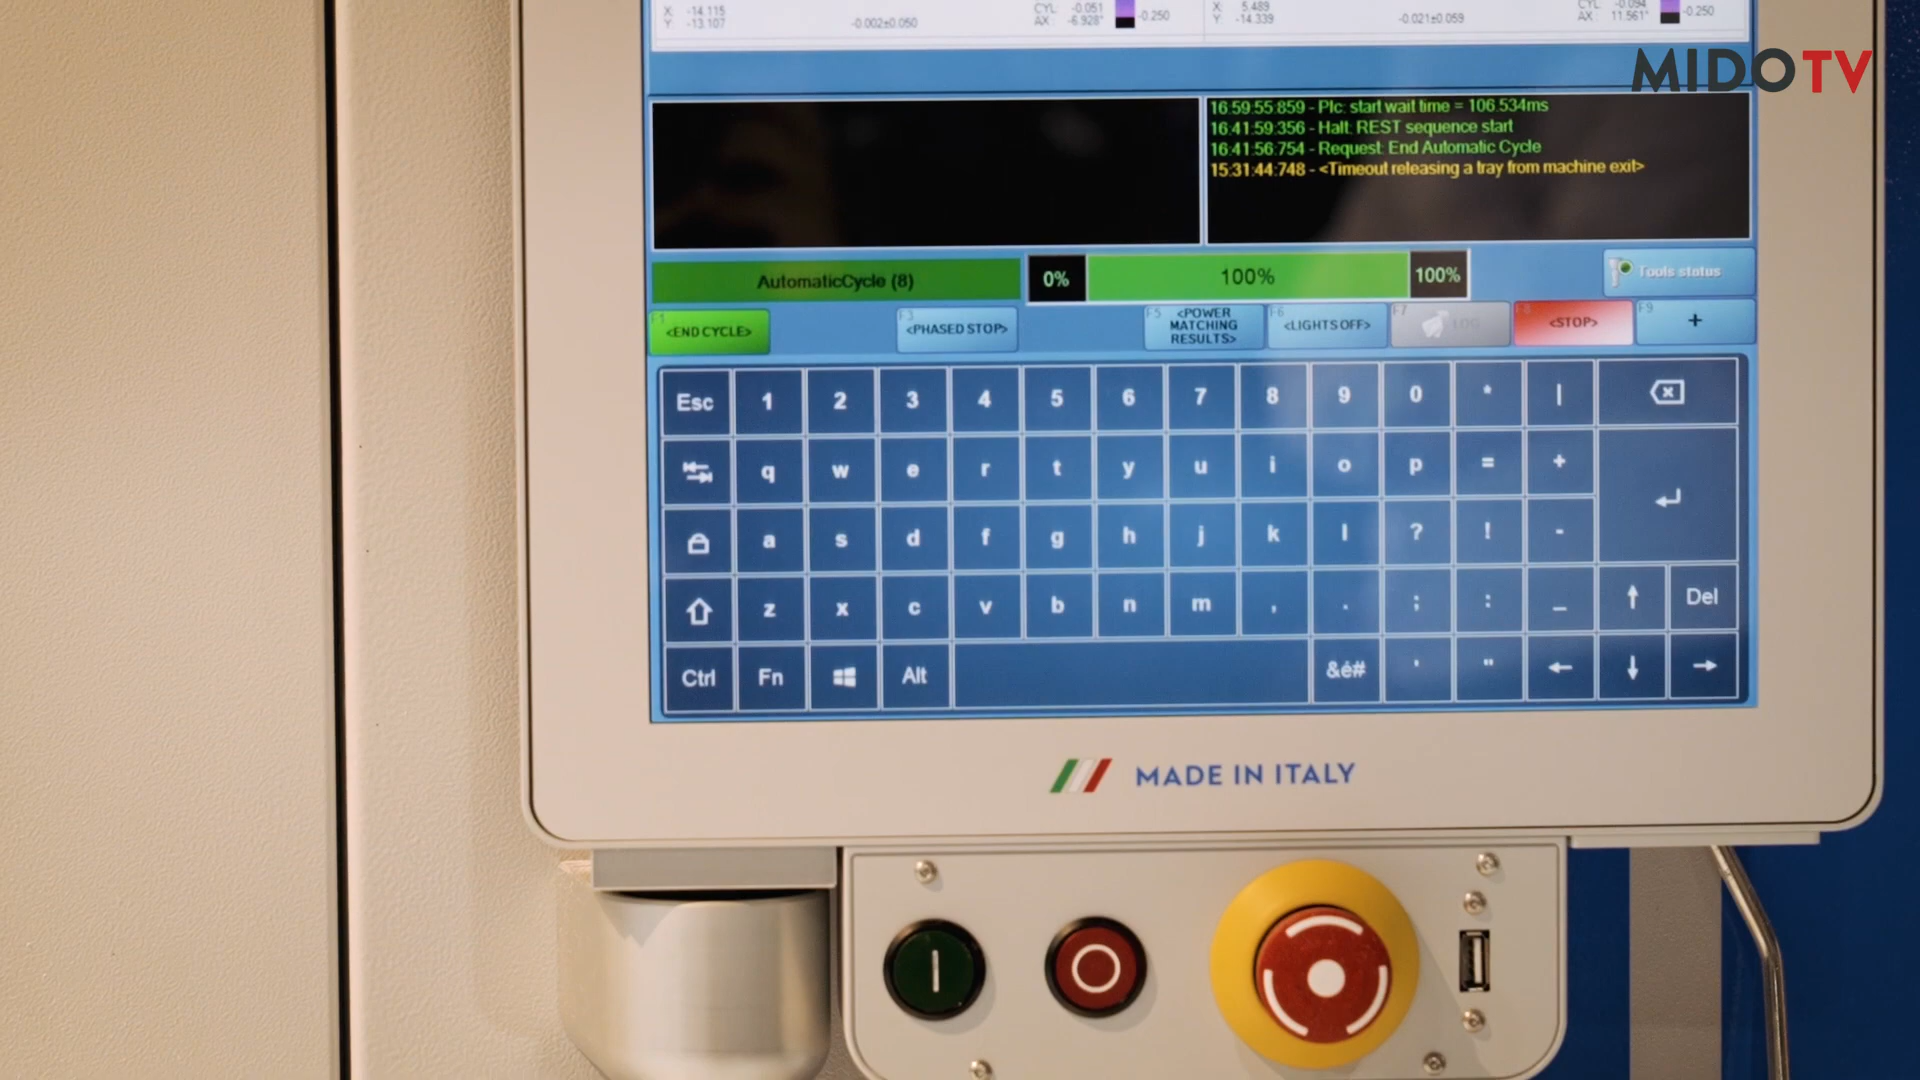 X: -14.115
Y: -13.107
-0.002±0.050
CYL: -0.051
AX: -6.928°
-0.250
X: 5.489
Y: -14.339
-0.021±0.059
CYL: -0.094
AX: 11.561°
-0.250
MIDOTV
16:59:55:859 - Plc: start wait time = 106.534ms
16:41:59:356 - Halt: REST sequence start
16:41:56:754 - Request: End Automatic Cycle
15:31:44:748 - <Timeout releasing a tray from machine exit>
AutomaticCycle (8)
0%
100%
100%
Tools status
F1 <END CYCLE>
F3 <PHASED STOP>
F5 <POWER
MATCHING
RESULTS>
F6 <LIGHTS OFF>
F7 LOG
F8 <STOP>
F9 +
Esc 1 2 3 4 5 6 7 8 9 0 * |
q w e r t y u i o p = +
a s d f g h j k l ? ! -
z x c v b n m , . ; : _ ↑ Del
Ctrl Fn Alt &é# ' " ← ↓ →
MADE IN ITALY